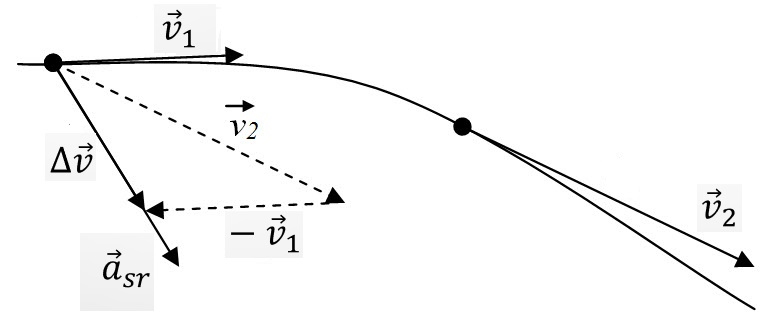 v⃗₁
v⃗₂
Δv⃗
v⃗₂
− v⃗₁
a⃗ₛᵣ